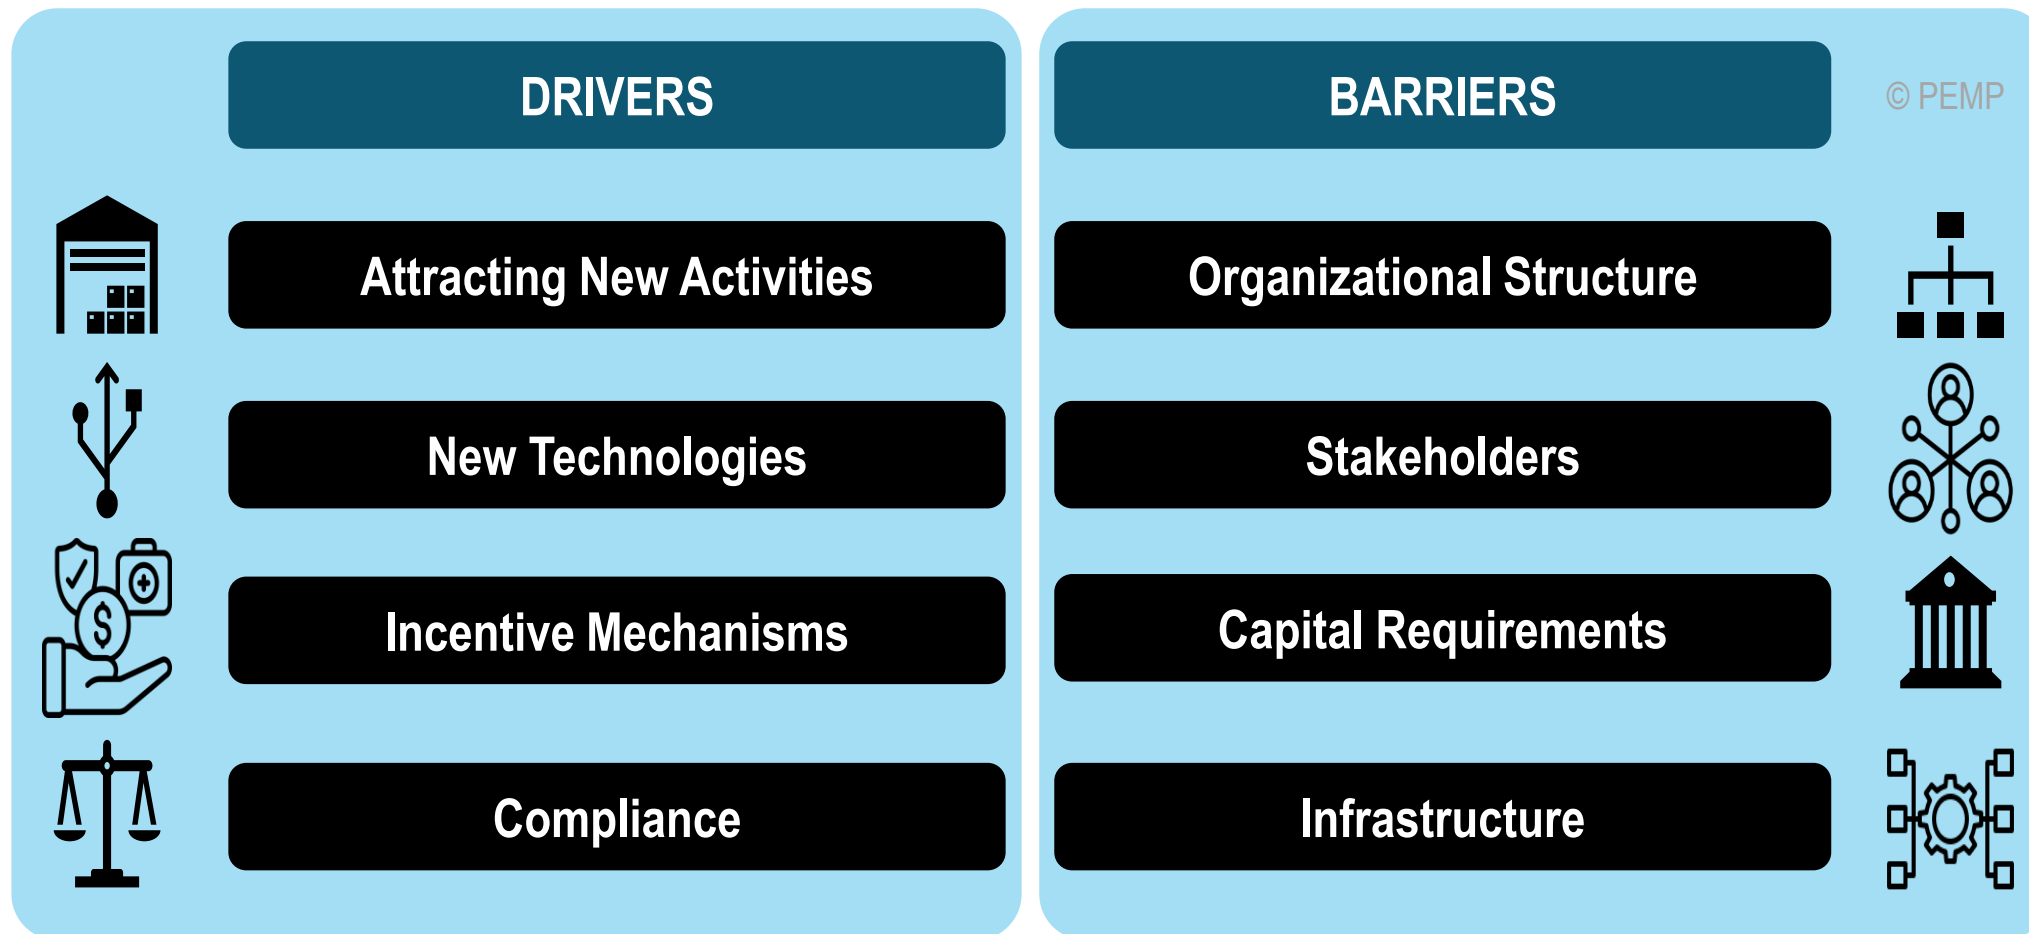 DRIVERS
Attracting New Activities
New Technologies
Incentive Mechanisms
$
Compliance
BARRIERS
© PEMP
Organizational Structure
Stakeholders
Capital Requirements
Infrastructure